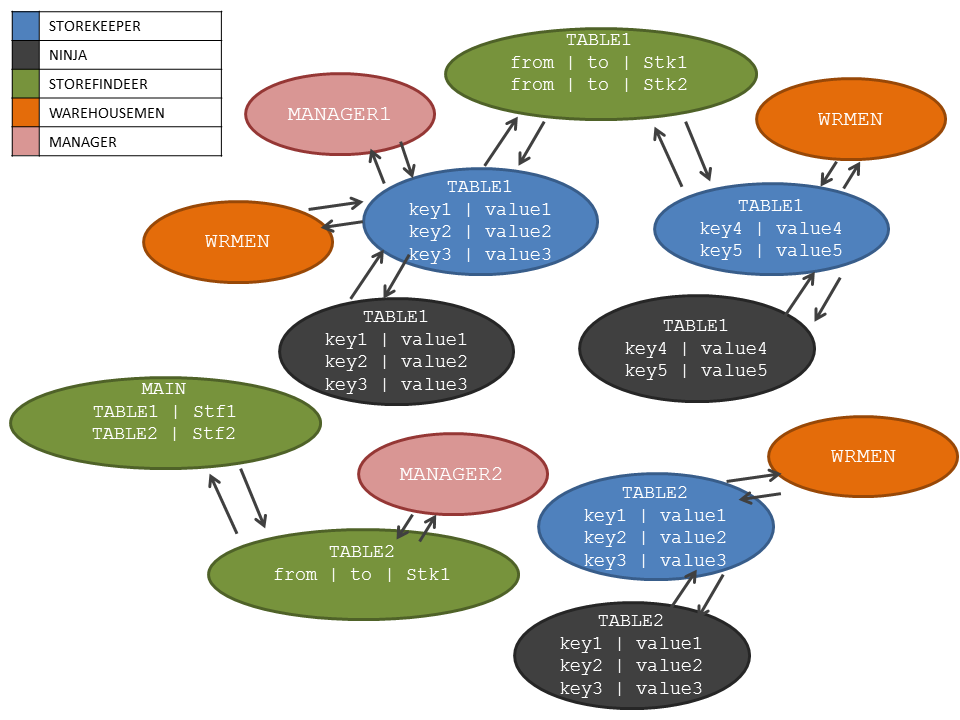 STOREKEEPER
NINJA
STOREFINDEER
WAREHOUSEMEN
MANAGER
TABLE1
from | to | Stk1
from | to | Stk2
MANAGER1
WRMEN
TABLE1
key1 | value1
key2 | value2
key3 | value3
TABLE1
key4 | value4
key5 | value5
WRMEN
TABLE1
key1 | value1
key2 | value2
key3 | value3
TABLE1
key4 | value4
key5 | value5
MAIN
TABLE1 | Stf1
TABLE2 | Stf2
MANAGER2
WRMEN
TABLE2
key1 | value1
key2 | value2
key3 | value3
TABLE2
from | to | Stk1
TABLE2
key1 | value1
key2 | value2
key3 | value3